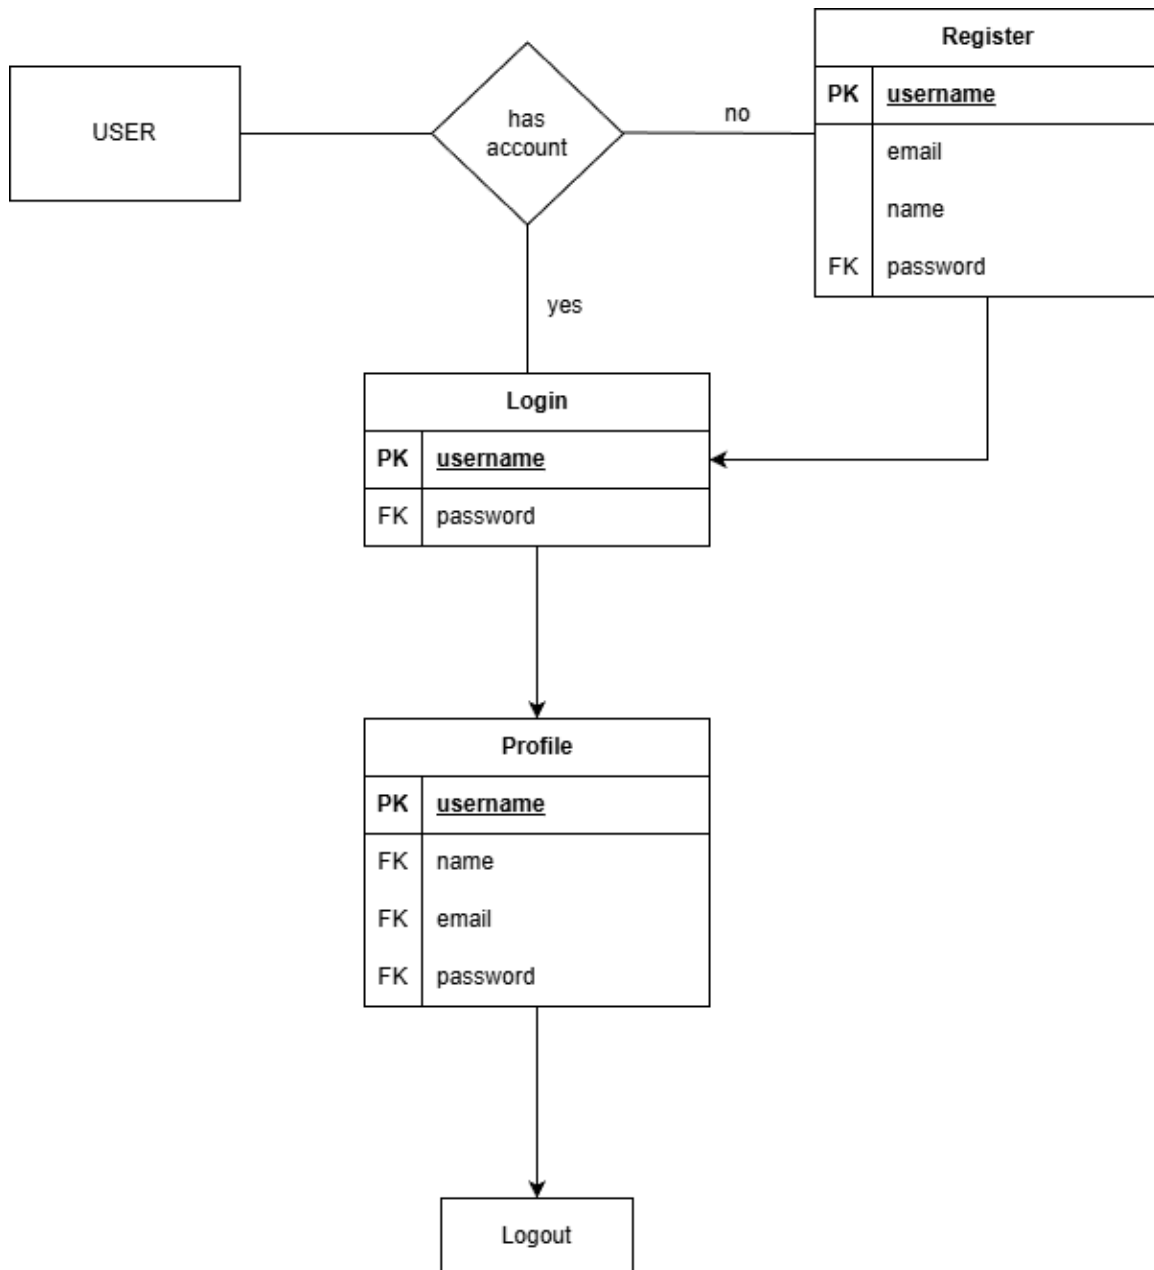 USER
has
account
no
Register
PK username
email
name
FK password
yes
Login
PK username
FK password
Profile
PK username
FK name
FK email
FK password
Logout